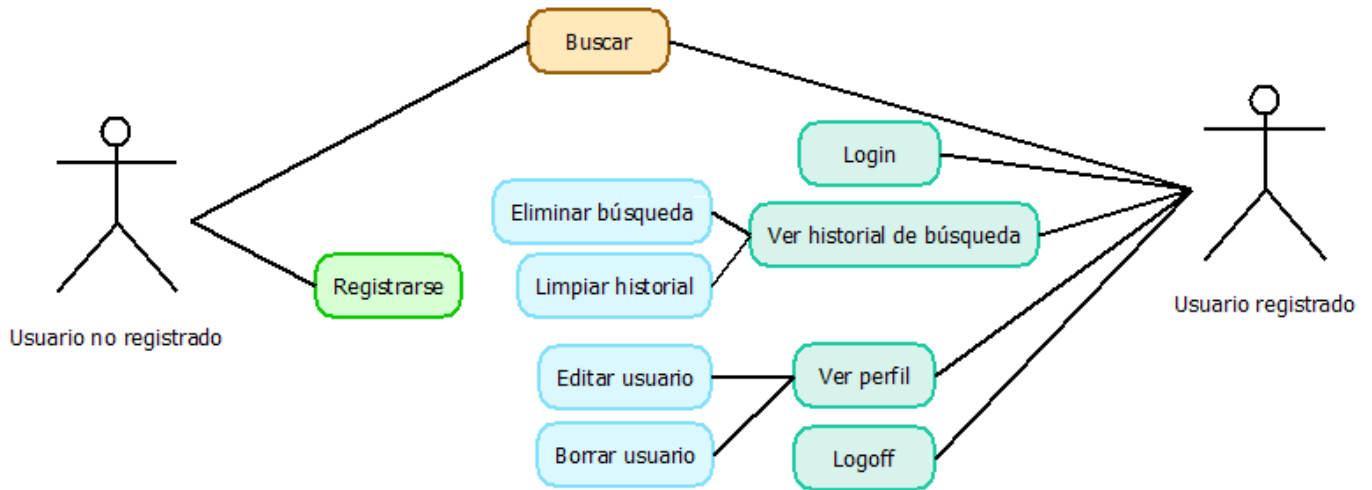 Buscar
Login
Eliminar búsqueda
Ver historial de búsqueda
Registrarse
Limpiar historial
Usuario no registrado
Usuario registrado
Editar usuario
Ver perfil
Borrar usuario
Logoff